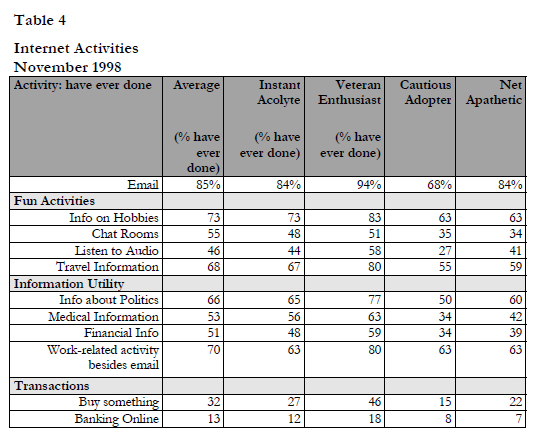 Table 4
Internet Activities
November 1998
Activity: have ever done Average Instant Veteran Cautious Net
Acolyte Enthusiast Adopter Apathetic
(% have (% have (% have
ever ever done) ever done)
done)
Email 85% 84% 94% 68% 84%
Fun Activities
Info on Hobbies 73 73 83 63 63
Chat Rooms 55 48 51 35 34
Listen to Audio 46 44 58 27 41
Travel Information 68 67 80 55 59
Information Utility
Info about Politics 66 65 77 50 60
Medical Information 53 56 63 34 42
Financial Info 51 48 59 34 39
Work-related activity 70 63 80 63 63
besides email
Transactions
Buy something 32 27 46 15 22
Banking Online 13 12 18 8 7